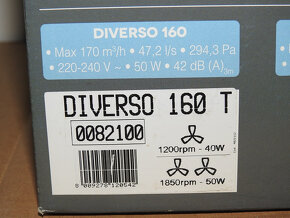 DIVERSO 160
• Max 170 m³/h • 47,2 l/s • 294,3 Pa
• 220-240 V ~ • 50 W • 42 dB (A)3m
DIVERSO 160 T
0082100
1200rpm - 40W
1850rpm - 50W
8 009278 120542